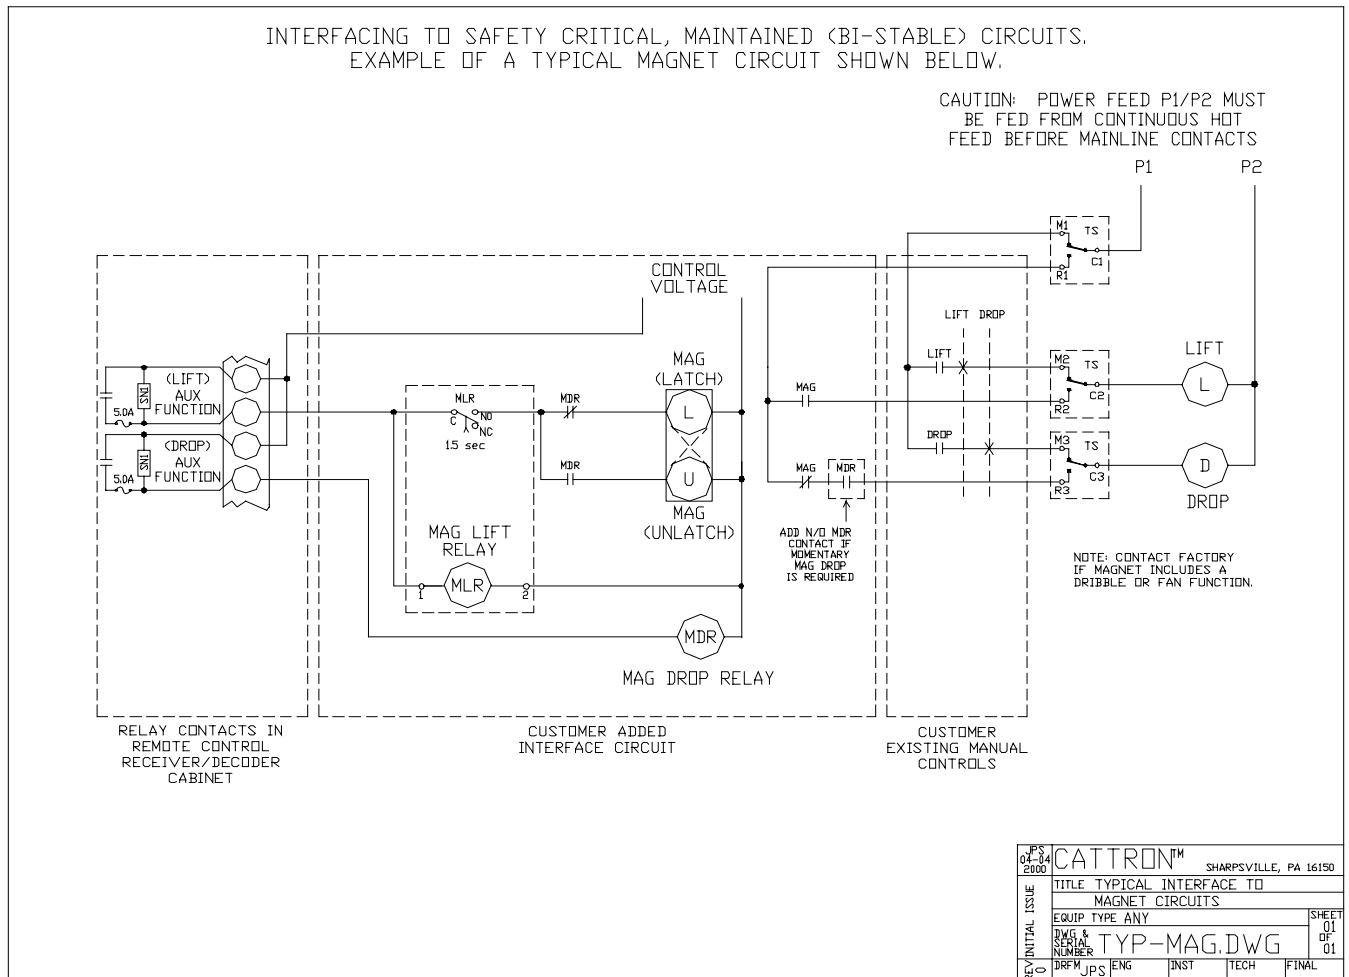 INTERFACING TO SAFETY CRITICAL, MAINTAINED (BI-STABLE) CIRCUITS.
EXAMPLE OF A TYPICAL MAGNET CIRCUIT SHOWN BELOW.
CAUTION: POWER FEED P1/P2 MUST
BE FED FROM CONTINUOUS HOT
FEED BEFORE MAINLINE CONTACTS
P1
P2
M1
TS
C1
R1
CONTROL
VOLTAGE
LIFT DROP
LIFT
M2
TS
C2
R2
LIFT
L
DROP
M3
TS
C3
R3
D
DROP
(LIFT)
AUX
FUNCTION
SN1
5.0A
(DROP)
AUX
FUNCTION
SN1
5.0A
MLR
C
NO
NC
1.5 sec
MDR
MDR
MAG
(LATCH)
L
U
MAG
(UNLATCH)
MAG
MAG
MDR
ADD N/O MDR
CONTACT IF
MOMENTARY
MAG DROP
IS REQUIRED
MAG LIFT
RELAY
1
MLR
2
MDR
MAG DROP RELAY
NOTE: CONTACT FACTORY
IF MAGNET INCLUDES A
DRIBBLE OR FAN FUNCTION.
RELAY CONTACTS IN
REMOTE CONTROL
RECEIVER/DECODER
CABINET
CUSTOMER ADDED
INTERFACE CIRCUIT
CUSTOMER
EXISTING MANUAL
CONTROLS
JPS
04-04
2000
CATTRON™
SHARPSVILLE, PA 16150
INITIAL ISSUE
REV
0
TITLE TYPICAL INTERFACE TO
MAGNET CIRCUITS
EQUIP TYPE ANY
SHEET
01
OF
01
DWG &
SERIAL
NUMBER
TYP-MAG.DWG
DRFM JPS
ENG
INST
TECH
FINAL